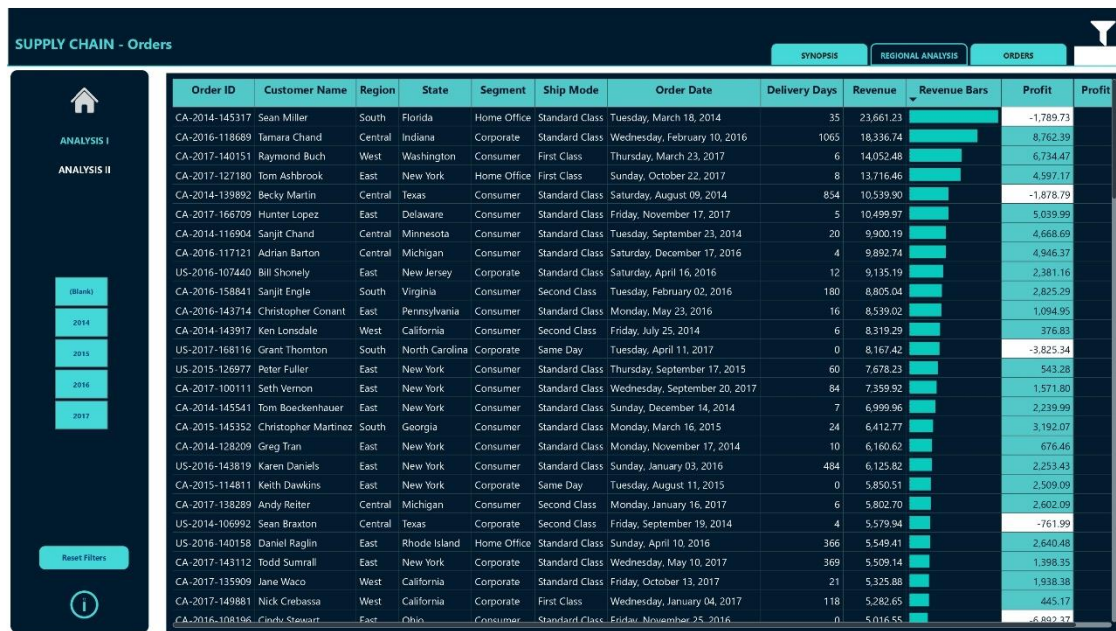 SUPPLY CHAIN - Orders
SYNOPSIS REGIONAL ANALYSIS ORDERS
ANALYSIS I
ANALYSIS II
(Blank)
2014
2015
2016
2017
Reset Filters
i
Order ID Customer Name Region State Segment Ship Mode Order Date Delivery Days Revenue Revenue Bars Profit Profit
CA-2014-145317 Sean Miller South Florida Home Office Standard Class Tuesday, March 18, 2014 35 23,661.23 -1,789.73
CA-2016-118689 Tamara Chand Central Indiana Corporate Standard Class Wednesday, February 10, 2016 1065 18,336.74 8,762.39
CA-2017-140151 Raymond Buch West Washington Consumer First Class Thursday, March 23, 2017 6 14,052.48 6,734.47
CA-2017-127180 Tom Ashbrook East New York Home Office First Class Sunday, October 22, 2017 8 13,716.46 4,597.17
CA-2014-139892 Becky Martin Central Texas Consumer Standard Class Saturday, August 09, 2014 854 10,539.90 -1,878.79
CA-2017-166709 Hunter Lopez East Delaware Consumer Standard Class Friday, November 17, 2017 5 10,499.97 5,039.99
CA-2014-116904 Sanjit Chand Central Minnesota Consumer Standard Class Tuesday, September 23, 2014 20 9,900.19 4,668.69
CA-2016-117121 Adrian Barton Central Michigan Consumer Standard Class Saturday, December 17, 2016 4 9,892.74 4,946.37
US-2016-107440 Bill Shonely East New Jersey Corporate Standard Class Saturday, April 16, 2016 12 9,135.19 2,381.16
CA-2016-158841 Sanjit Engle South Virginia Consumer Second Class Tuesday, February 02, 2016 180 8,805.04 2,825.29
CA-2016-143714 Christopher Conant East Pennsylvania Consumer Standard Class Monday, May 23, 2016 16 8,539.02 1,094.95
CA-2014-143917 Ken Lonsdale West California Consumer Second Class Friday, July 25, 2014 6 8,319.29 376.83
US-2017-168116 Grant Thornton South North Carolina Corporate Same Day Tuesday, April 11, 2017 0 8,167.42 -3,825.34
US-2015-126977 Peter Fuller East New York Consumer Standard Class Thursday, September 17, 2015 60 7,678.23 543.28
CA-2017-100111 Seth Vernon East New York Consumer Standard Class Wednesday, September 20, 2017 84 7,359.92 1,571.80
CA-2014-145541 Tom Boeckenhauer East New York Consumer Standard Class Sunday, December 14, 2014 7 6,999.96 2,239.99
CA-2015-145352 Christopher Martinez South Georgia Consumer Standard Class Monday, March 16, 2015 24 6,412.77 3,192.07
CA-2014-128209 Greg Tran East New York Consumer Standard Class Monday, November 17, 2014 10 6,160.62 676.46
US-2016-143819 Karen Daniels East New York Consumer Standard Class Sunday, January 03, 2016 484 6,125.82 2,253.43
CA-2015-114811 Keith Dawkins East New York Corporate Same Day Tuesday, August 11, 2015 0 5,850.51 2,509.09
CA-2017-138289 Andy Reiter Central Michigan Consumer Second Class Monday, January 16, 2017 6 5,802.70 2,602.09
US-2014-106992 Sean Braxton Central Texas Corporate Second Class Friday, September 19, 2014 4 5,579.94 -761.99
US-2016-140158 Daniel Raglin East Rhode Island Home Office Standard Class Sunday, April 10, 2016 366 5,549.41 2,640.48
CA-2017-143112 Todd Sumrall East New York Corporate Standard Class Wednesday, May 10, 2017 369 5,509.14 1,398.35
CA-2017-135909 Jane Waco West California Corporate Standard Class Friday, October 13, 2017 21 5,325.88 1,938.38
CA-2017-149881 Nick Crebassa West California Corporate First Class Wednesday, January 04, 2017 118 5,282.65 445.17
CA-2016-108196 Cindy Stewart East Ohio Consumer Standard Class Friday, November 25, 2016 0 5,016.55 -6,892.37